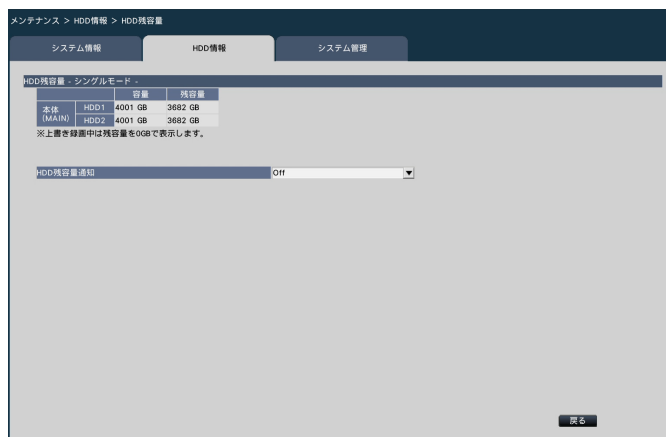 メンテナンス > HDD情報 > HDD残容量
システム情報 HDD情報 システム管理
HDD残容量 - シングルモード -
容量 残容量
本体 (MAIN) HDD1 4001 GB 3682 GB
HDD2 4001 GB 3682 GB
※上書き録画中は残容量を0GBで表示します。
HDD残容量通知 Off
戻る